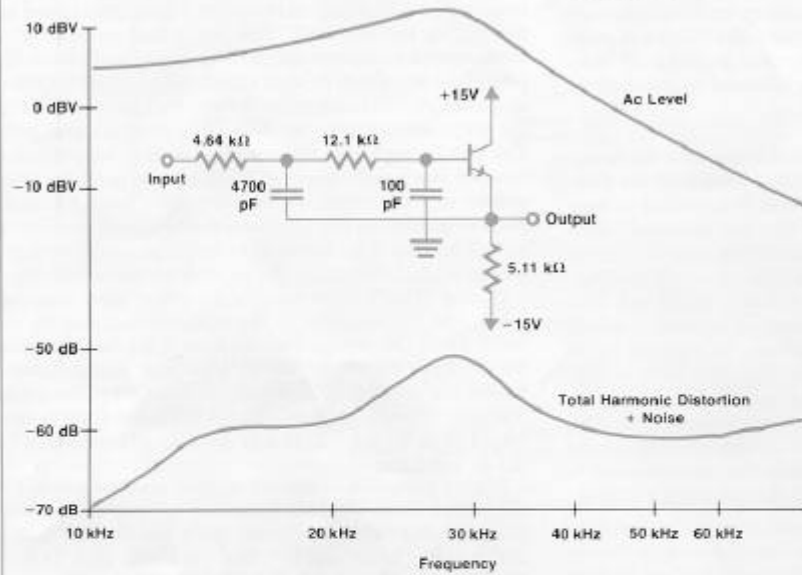 10 dBV
0 dBV
Ac Level
+15V
4.64 kΩ
12.1 kΩ
-10 dBV
Input
4700
pF
100
pF
Output
5.11 kΩ
-15V
-50 dB
Total Harmonic Distortion
+ Noise
-60 dB
-70 dB
10 kHz
20 kHz
30 kHz
40 kHz
50 kHz
60 kHz
Frequency